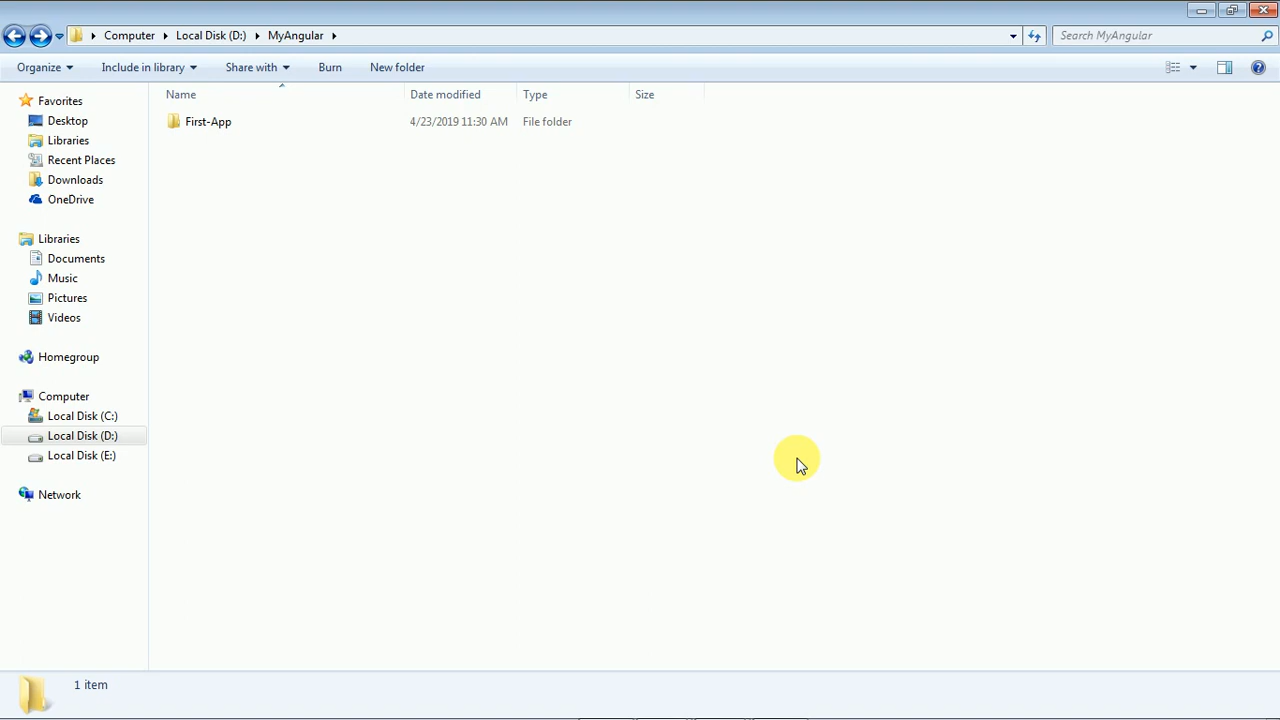 Computer Local Disk (D:) MyAngular Search MyAngular
Organize Include in library Share with Burn New folder
Name Date modified Type Size
First-App 4/23/2019 11:30 AM File folder
Favorites
Desktop
Libraries
Recent Places
Downloads
OneDrive
Libraries
Documents
Music
Pictures
Videos
Homegroup
Computer
Local Disk (C:)
Local Disk (D:)
Local Disk (E:)
Network
1 item